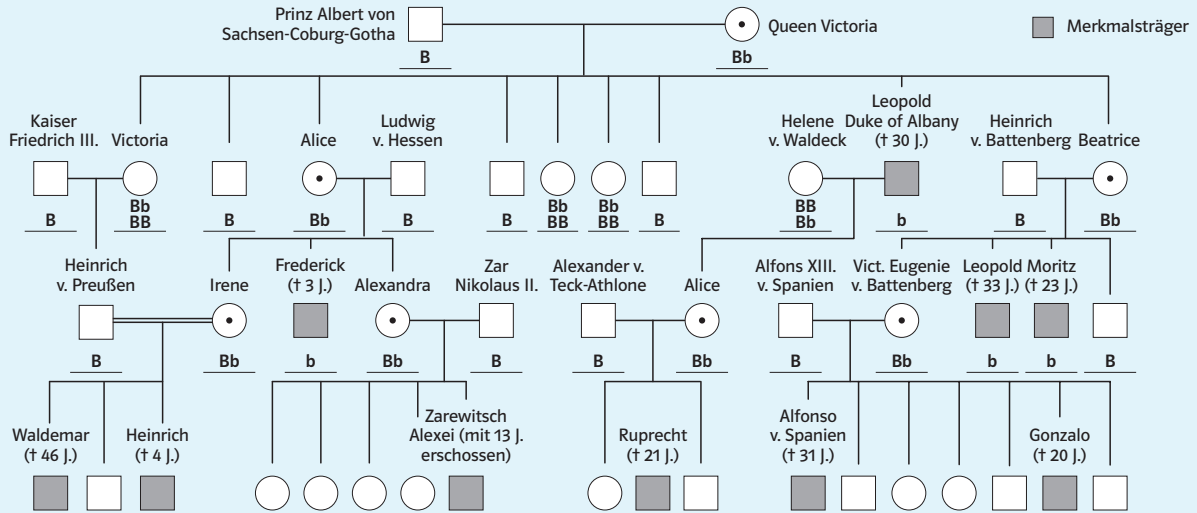 Prinz Albert von
Sachsen-Coburg-Gotha
B
Queen Victoria
Bb
Merkmalsträger
Kaiser
Friedrich III.
B
Victoria
Bb
BB
B
Alice
Bb
Ludwig
v. Hessen
B
B
Bb
BB
Bb
BB
B
Helene
v. Waldeck
BB
Bb
Leopold
Duke of Albany
(† 30 J.)
b
Heinrich
v. Battenberg
B
Beatrice
Bb
Heinrich
v. Preußen
B
Irene
Bb
Frederick
(† 3 J.)
b
Alexandra
Bb
Zar
Nikolaus II.
B
Alexander v.
Teck-Athlone
B
Alice
Bb
Alfons XIII.
v. Spanien
B
Vict. Eugenie
v. Battenberg
Bb
Leopold
(† 33 J.)
b
Moritz
(† 23 J.)
b
B
Waldemar
(† 46 J.)
Heinrich
(† 4 J.)
Zarewitsch
Alexei (mit 13 J.
erschossen)
Ruprecht
(† 21 J.)
Alfonso
v. Spanien
(† 31 J.)
Gonzalo
(† 20 J.)